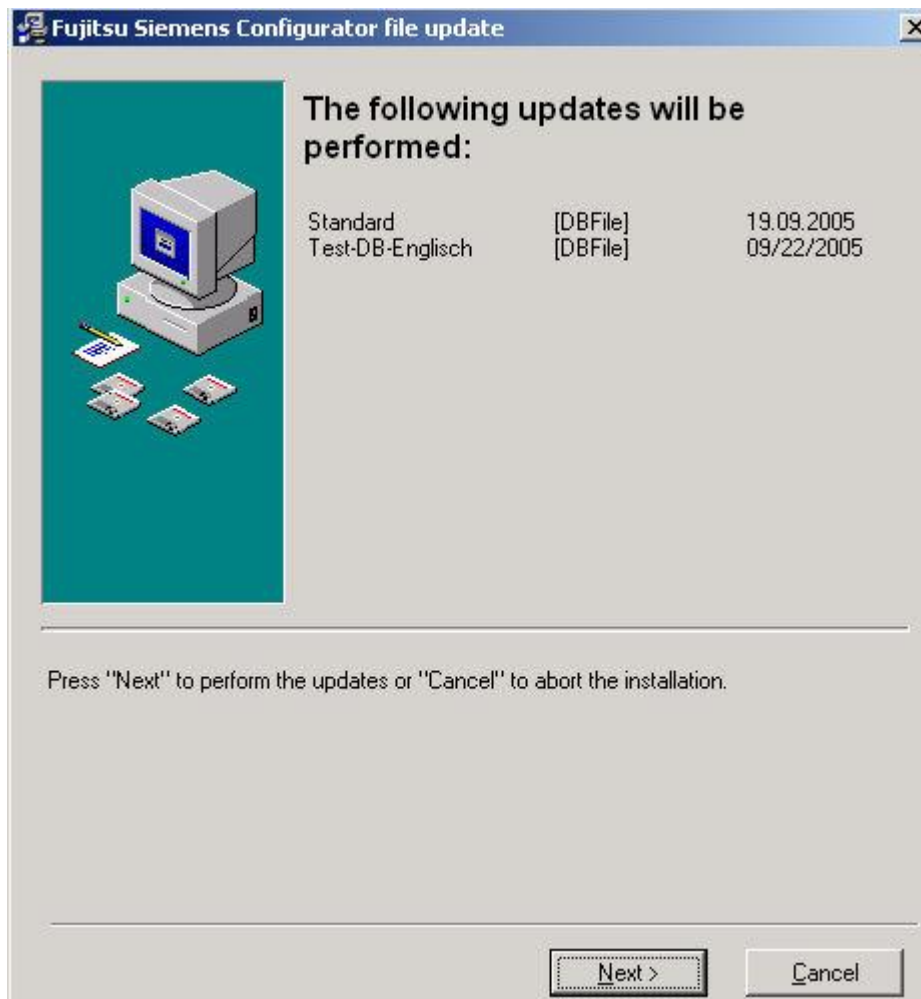 Fujitsu Siemens Configurator file update
The following updates will be
performed:
Standard [DBFile] 19.09.2005
Test-DB-Englisch [DBFile] 09/22/2005
Press "Next" to perform the updates or "Cancel" to abort the installation.
Next >
Cancel